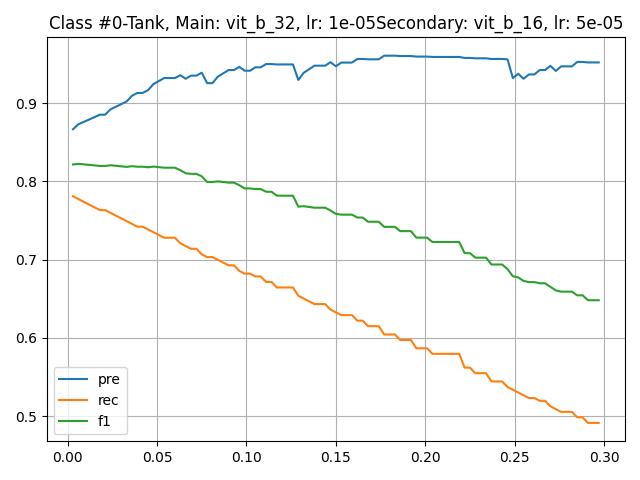 Class #0-Tank, Main: vit_b_32, lr: 1e-05Secondary: vit_b_16, lr: 5e-05
0.9
0.8
0.7
0.6
0.5
pre
rec
f1
0.00 0.05 0.10 0.15 0.20 0.25 0.30